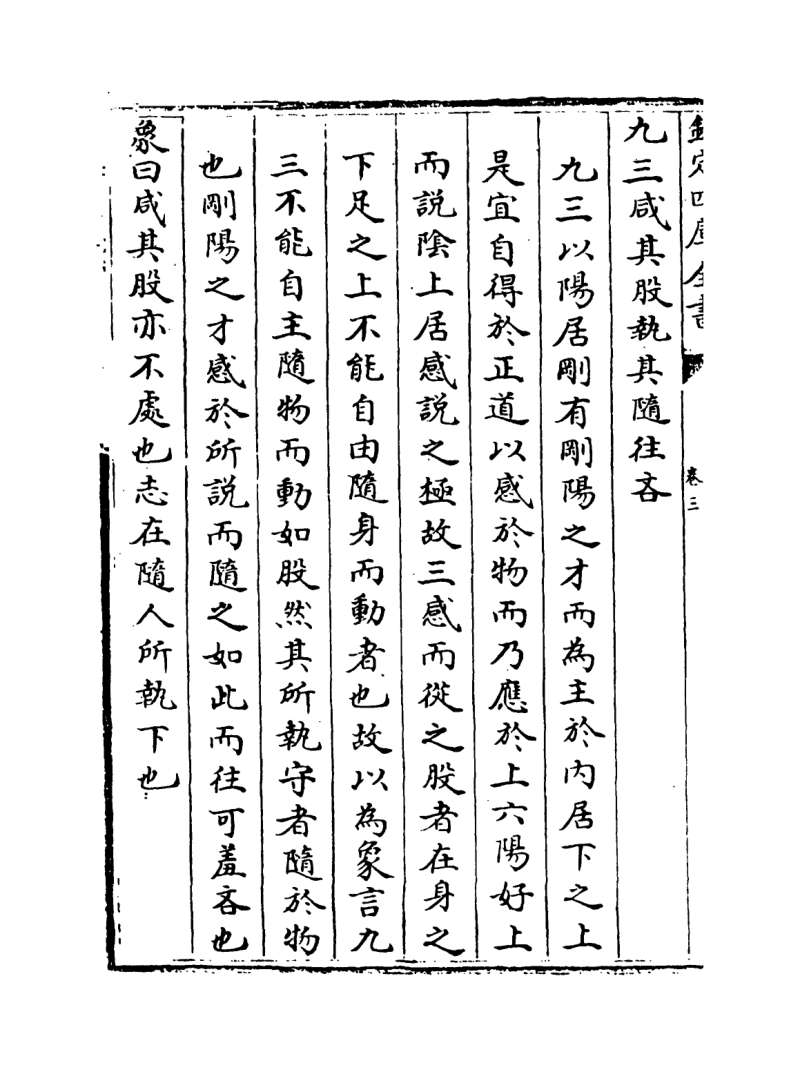 欽定四庫全書
卷三
九三咸其股執其隨往吝
九三以陽居剛有剛陽之才而為主於內居下之上
是宜自得於正道以感於物而乃應於上六陽好上
而說陰上居感說之極故三感而從之股者在身之
下足之上不能自由隨身而動者也故以為象言九
三不能自主隨物而動如股然其所執守者隨於物
也剛陽之才感於所說而隨之如此而往可羞吝也
象曰咸其股亦不處也志在隨人所執下也